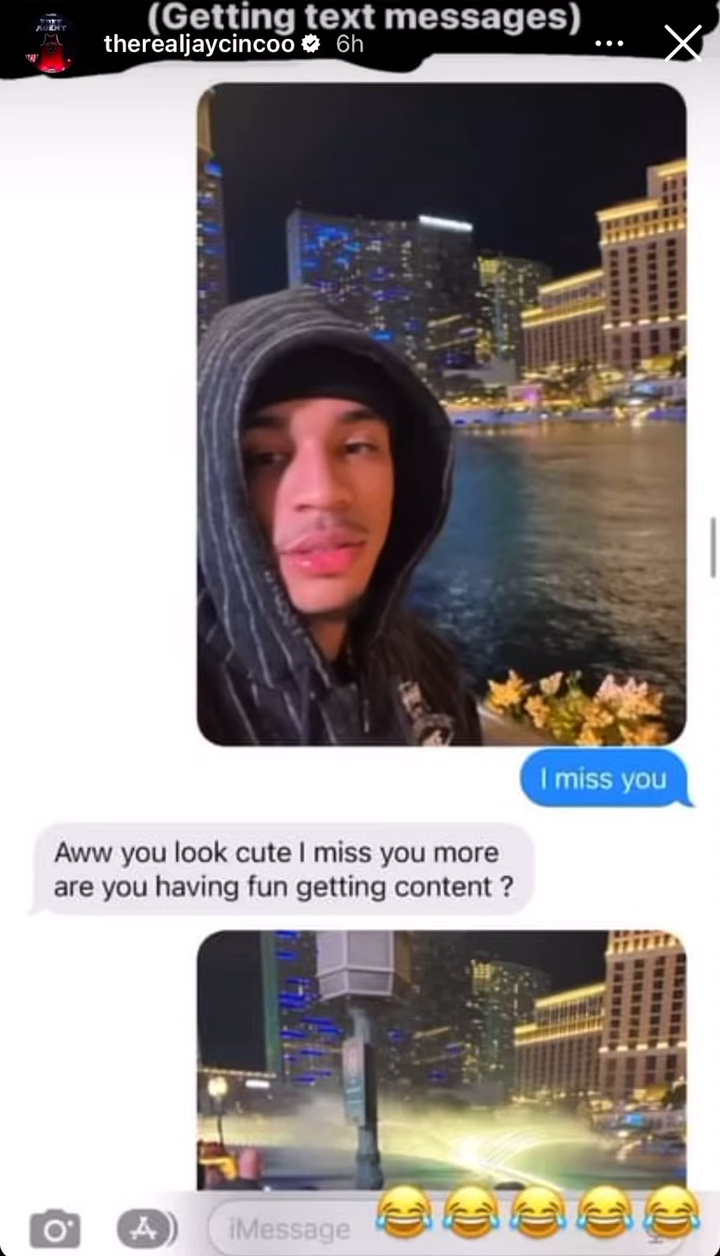 (Getting text messages)
therealjaycincoo 6h
I miss you
Aww you look cute I miss you more
are you having fun getting content ?
iMessage